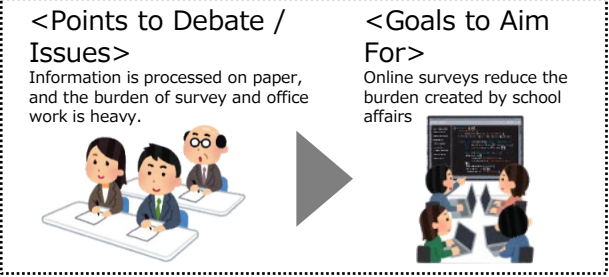 <Points to Debate /
Issues>
Information is processed on paper,
and the burden of survey and office
work is heavy.
<Goals to Aim
For>
Online surveys reduce the
burden created by school
affairs